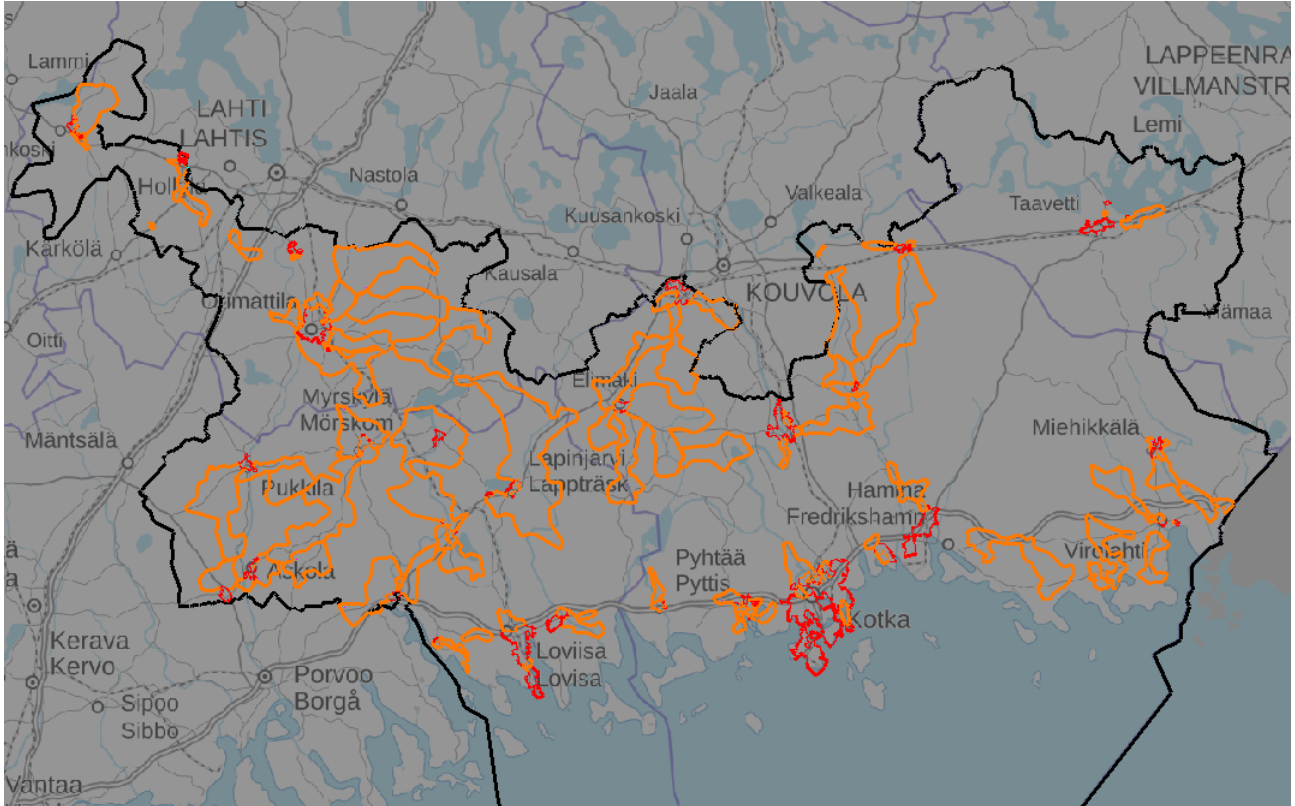 LAPPEENRA
VILLMANSTR
Lammi
Jaala
LAHTI
LAHTIS
Lemi
Nastola
Valkeala
Taavetti
Kuusankoski
Kärkölä
Kausala
KOUVOLA
Orimattila
Ylämaa
Oitti
Elimäki
Myrskylä
Mörskom
Miehikkälä
Mäntsälä
Lapinjärvi
Lappträsk
Pukkila
Hamina
Fredrikshamn
Virolahti
Pyhtää
Pyttis
Askola
Kotka
Kerava
Kervo
Loviisa
Lovisa
Porvoo
Borgå
Sipoo
Sibbo
Vantaa